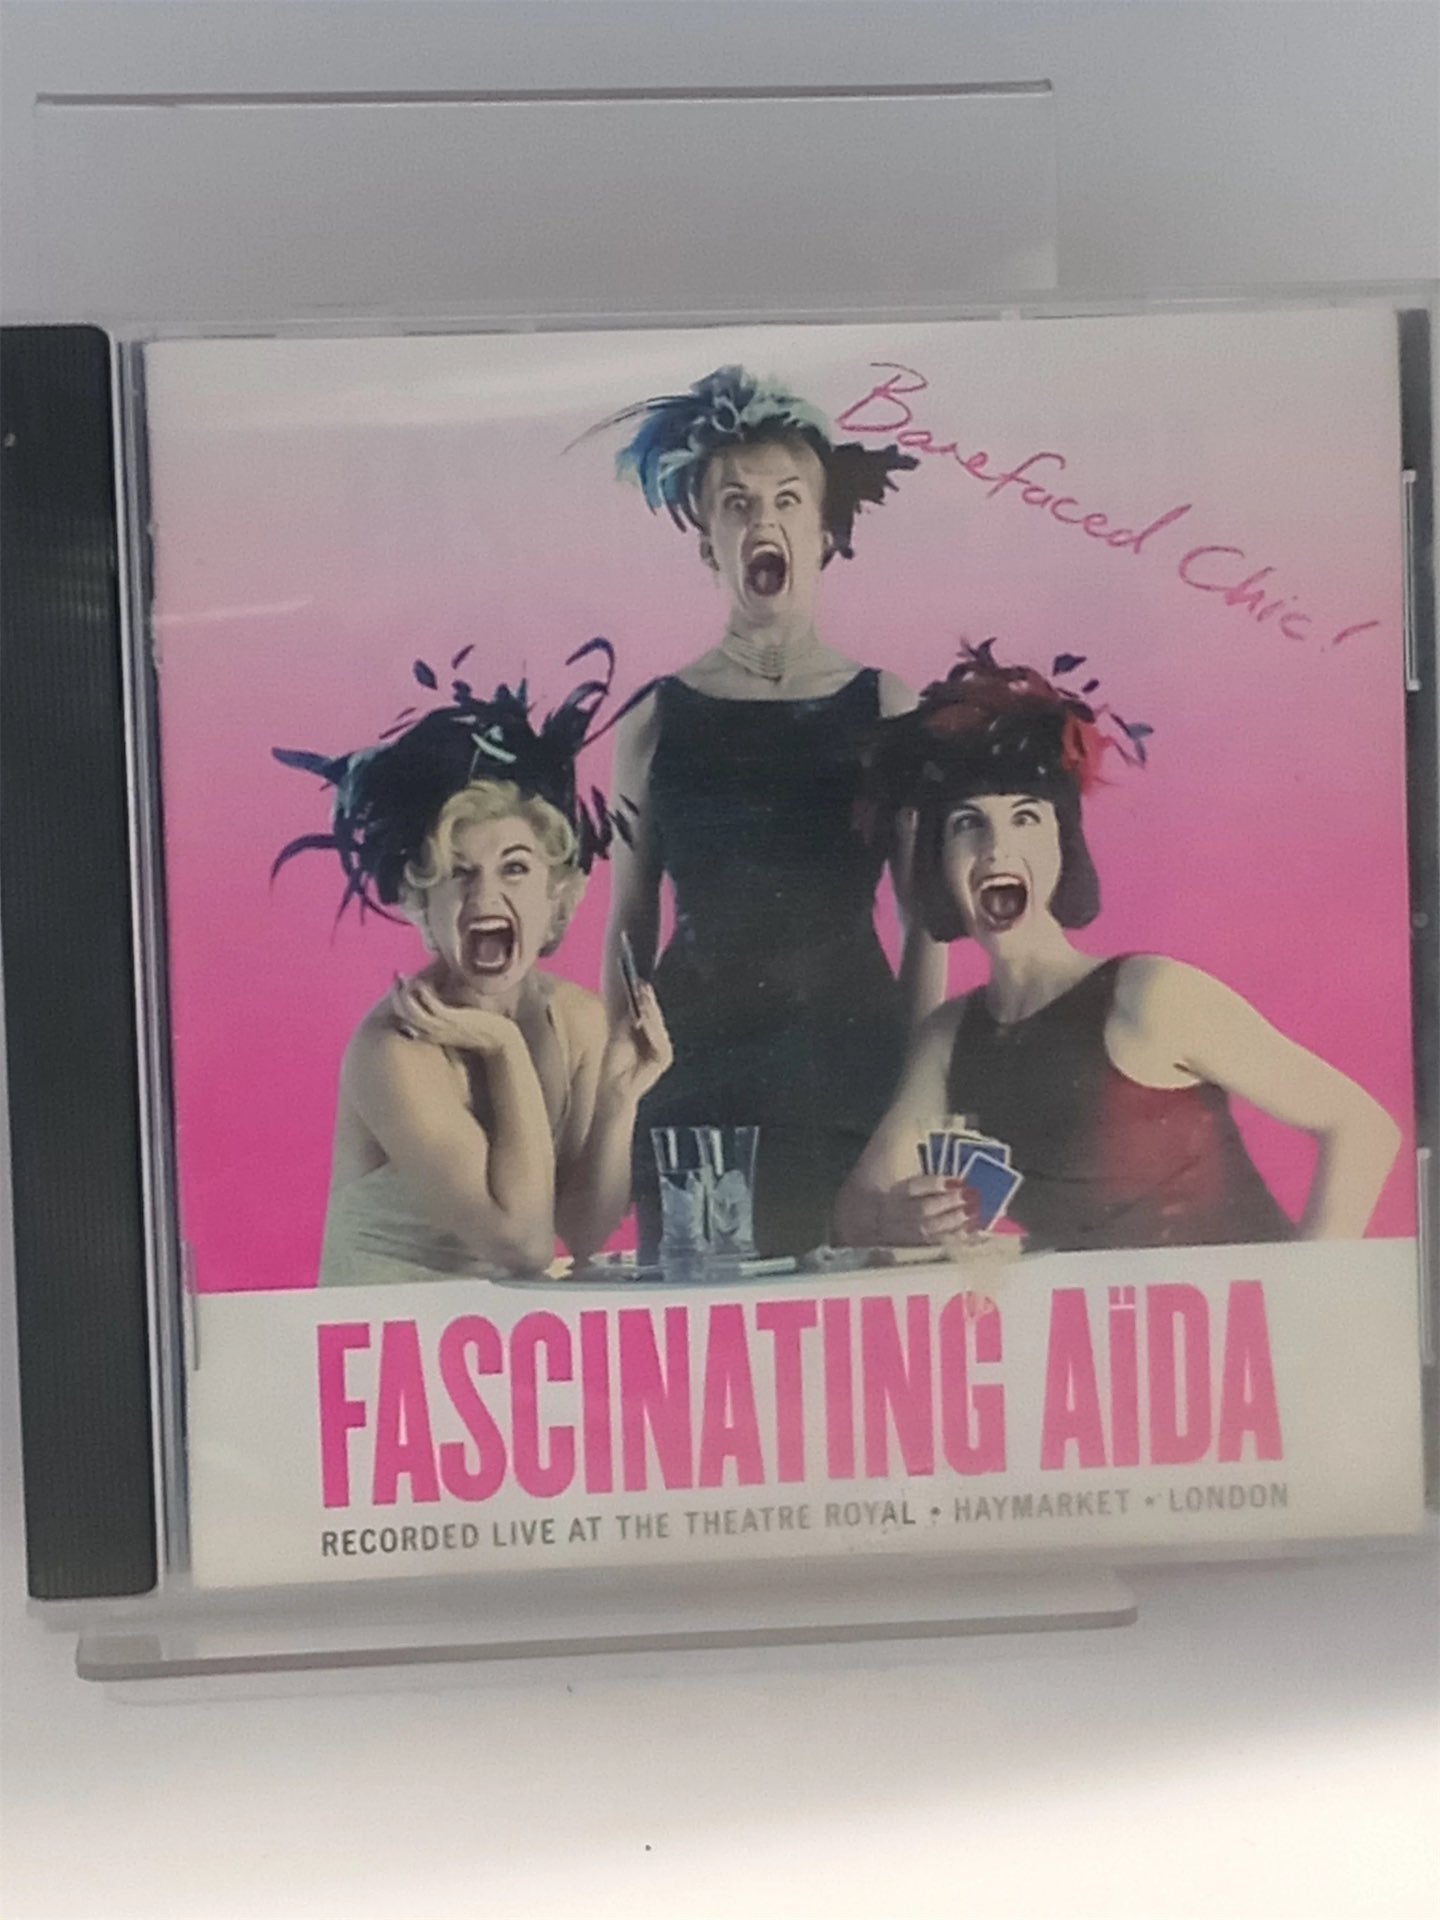 Barefaced Chic!
FASCINATING AÏDA
RECORDED LIVE AT THE THEATRE ROYAL • HAYMARKET • LONDON